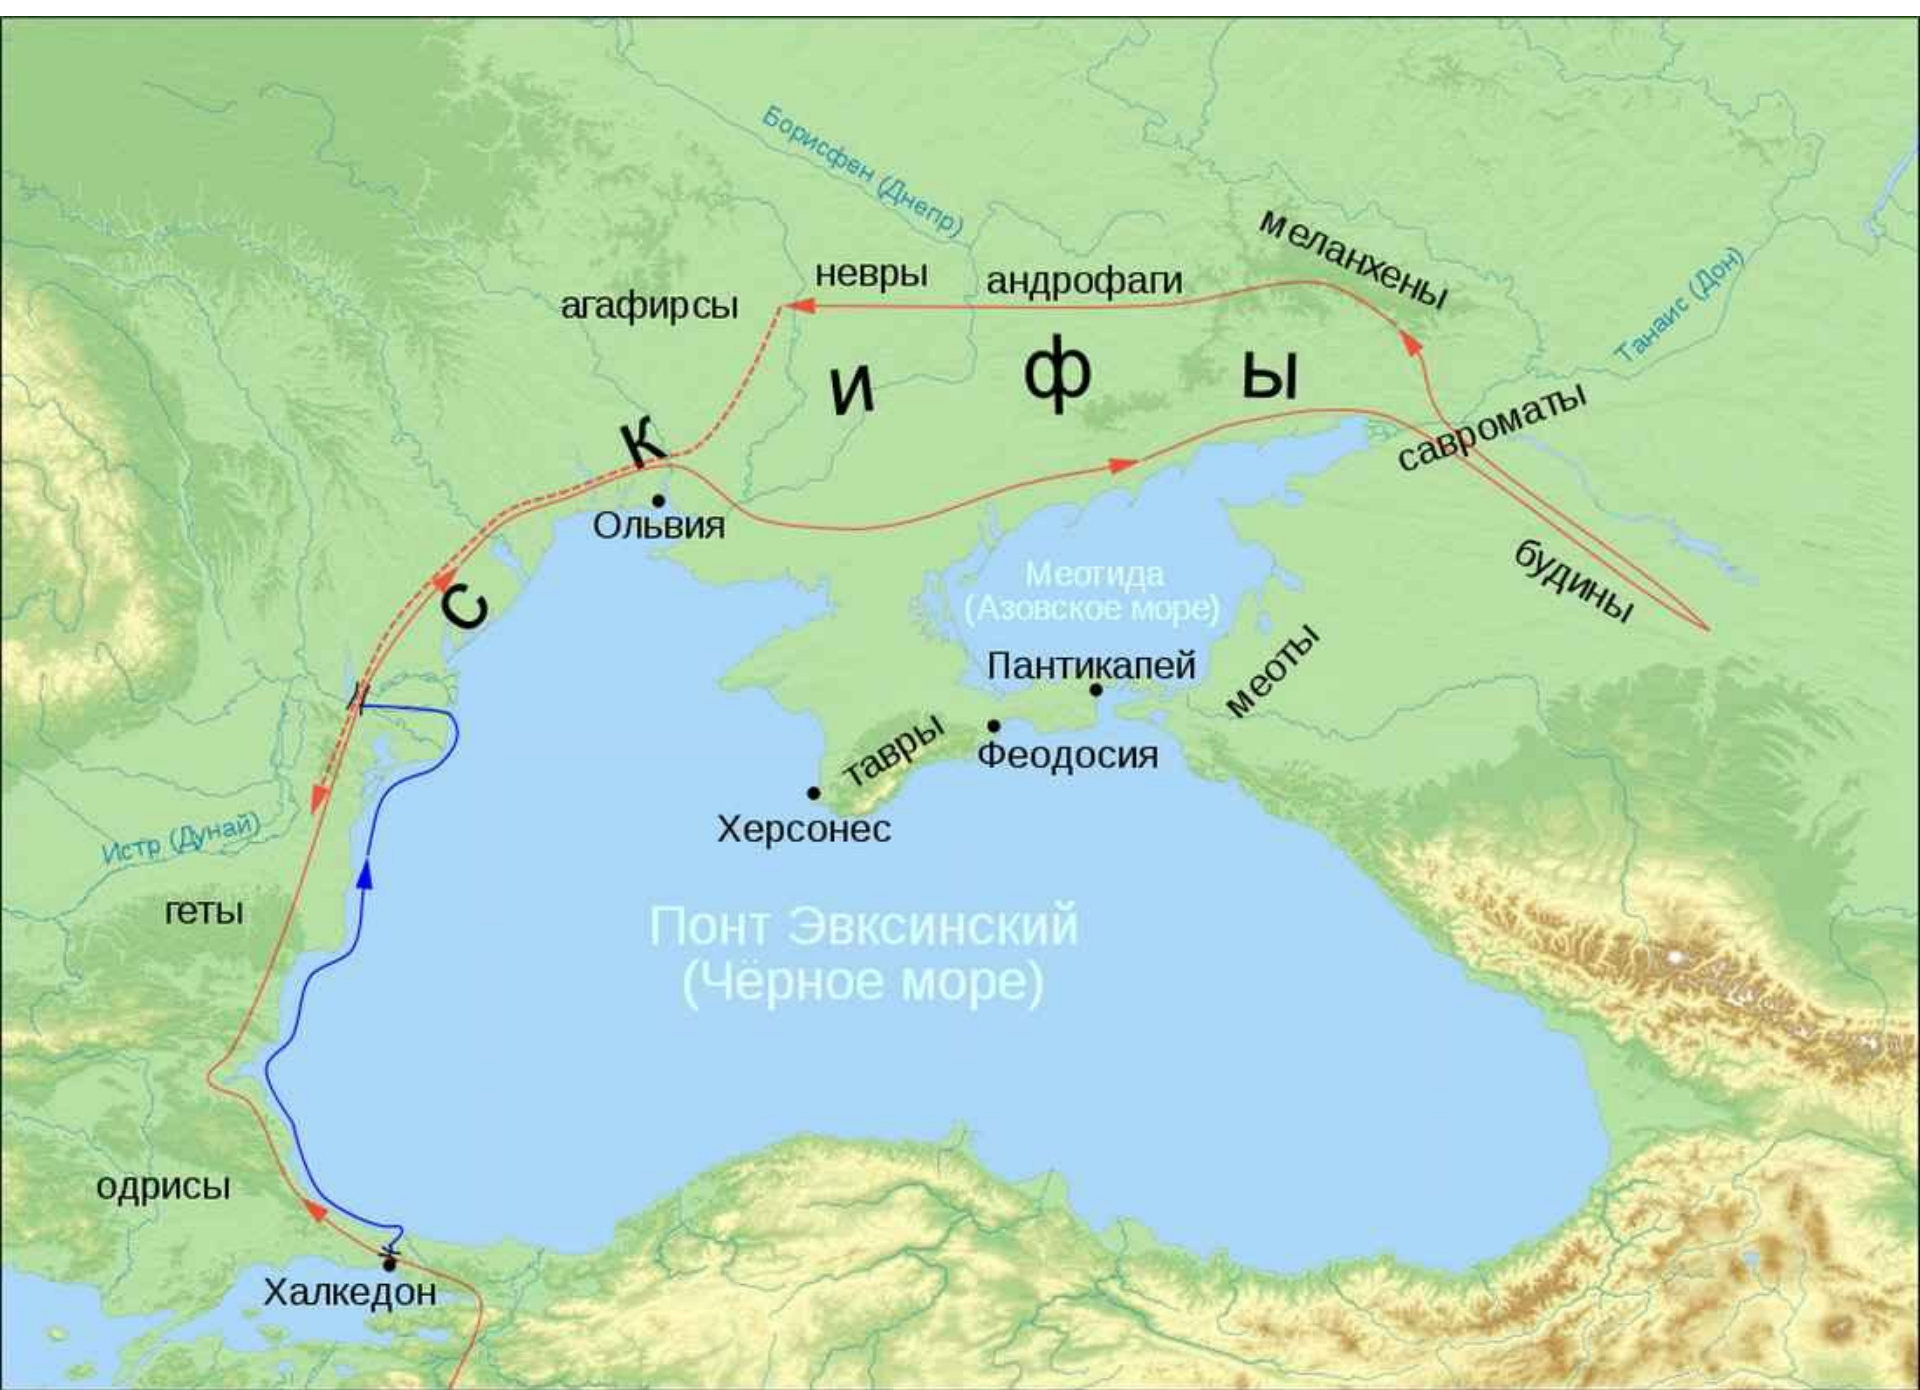 Борисфен (Днепр)
меланхены
невры
андрофаги
агафирсы
Танаис (Дон)
скифы
савроматы
Ольвия
будины
Меотида
(Азовское море)
Пантикапей
меоты
тавры
Феодосия
Херсонес
Истр (Дунай)
геты
Понт Эвксинский
(Чёрное море)
одрисы
Халкедон